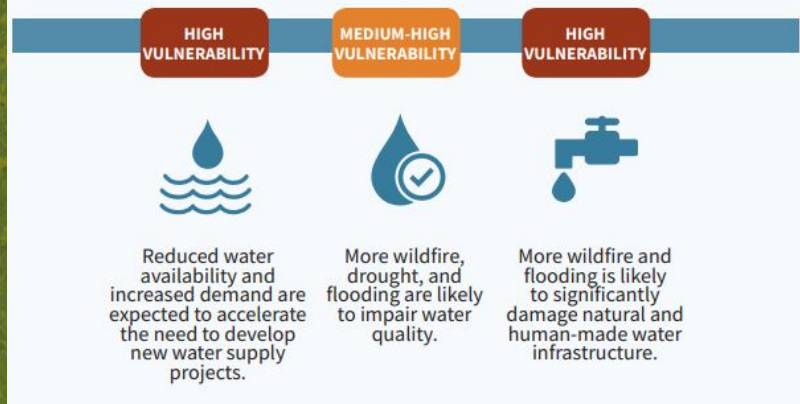 HIGH
VULNERABILITY
MEDIUM-HIGH
VULNERABILITY
HIGH
VULNERABILITY
Reduced water
availability and
increased demand are
expected to accelerate
the need to develop
new water supply
projects.
More wildfire,
drought, and
flooding are likely
to impair water
quality.
More wildfire and
flooding is likely
to significantly
damage natural and
human-made water
infrastructure.